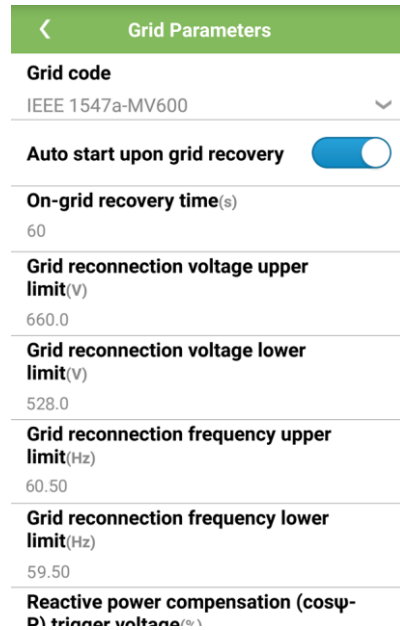 Grid Parameters
Grid code
IEEE 1547a-MV600
Auto start upon grid recovery
On-grid recovery time(s)
60
Grid reconnection voltage upper
limit(V)
660.0
Grid reconnection voltage lower
limit(V)
528.0
Grid reconnection frequency upper
limit(Hz)
60.50
Grid reconnection frequency lower
limit(Hz)
59.50
Reactive power compensation (cosψ-
P) trigger voltage(%)